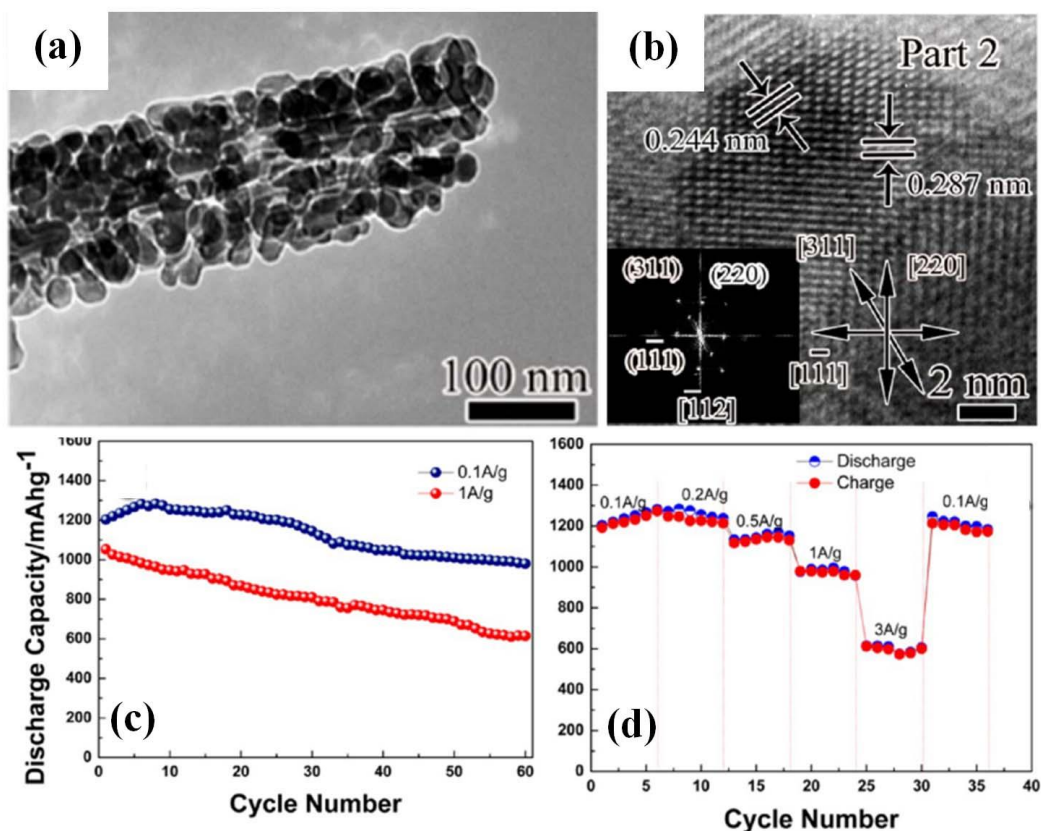 (a)
100 nm
(b)
Part 2
0.244 nm
0.287 nm
[311]
[220]
(311)
(220)
(111)
[111]
[112]
2 nm
1600
1400
1200
1000
800
600
400
200
0
0.1A/g
1A/g
(c)
0
10
20
30
40
50
60
Discharge Capacity/mAhg-1
Cycle Number
1600
1400
1200
1000
800
600
400
200
0
Discharge
Charge
0.1A/g
0.2A/g
0.5A/g
1A/g
3A/g
0.1A/g
(d)
0
5
10
15
20
25
30
35
40
Cycle Number